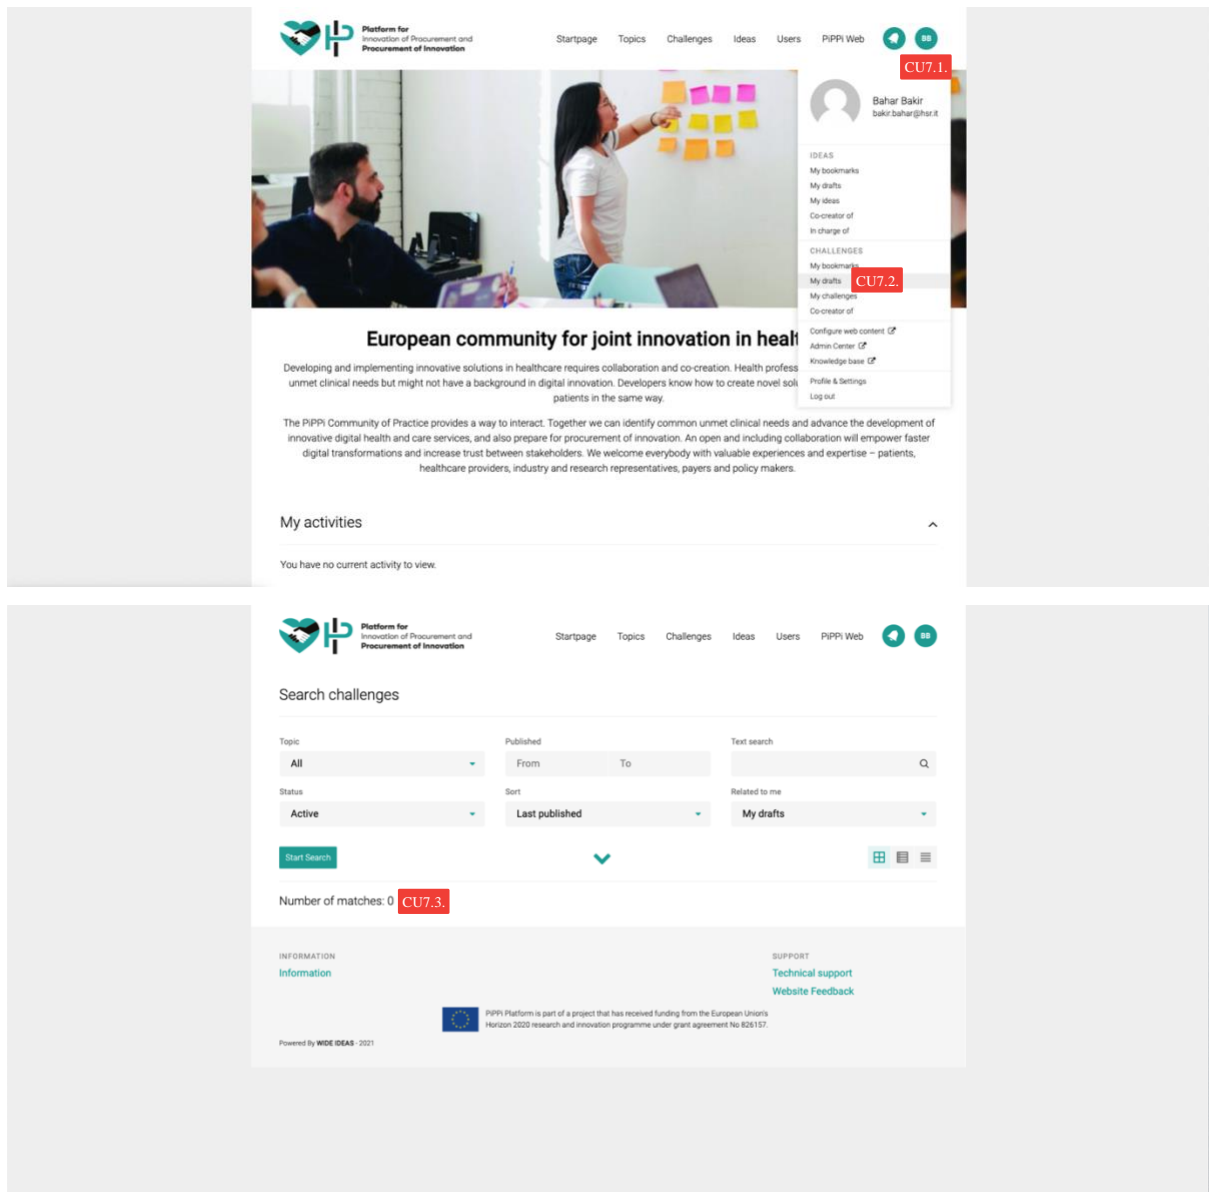 Platform for
Innovation of Procurement and
Procurement of Innovation
Startpage Topics Challenges Ideas Users PiPPi Web BB
CU7.1.
Bahar Bakir
bakir.bahar@hsr.it
IDEAS
My bookmarks
My drafts
My ideas
Co-creator of
In charge of
CHALLENGES
My bookmarks
My drafts CU7.2.
My challenges
Co-creator of
Configure web content
Admin Center
Knowledge base
Profile & Settings
Log out
European community for joint innovation in healt
Developing and implementing innovative solutions in healthcare requires collaboration and co-creation. Health profess
unmet clinical needs but might not have a background in digital innovation. Developers know how to create novel solu
patients in the same way.
The PiPPi Community of Practice provides a way to interact. Together we can identify common unmet clinical needs and advance the development of
innovative digital health and care services, and also prepare for procurement of innovation. An open and including collaboration will empower faster
digital transformations and increase trust between stakeholders. We welcome everybody with valuable experiences and expertise – patients,
healthcare providers, industry and research representatives, payers and policy makers.
My activities
You have no current activity to view.
Platform for
Innovation of Procurement and
Procurement of Innovation
Startpage Topics Challenges Ideas Users PiPPi Web BB
Search challenges
Topic Published Text search
All From To
Status Sort Related to me
Active Last published My drafts
Start Search
Number of matches: 0 CU7.3.
INFORMATION SUPPORT
Information Technical support
Website Feedback
PiPPi Platform is part of a project that has received funding from the European Union's
Horizon 2020 research and innovation programme under grant agreement No 826157.
Powered By WIDE IDEAS - 2021